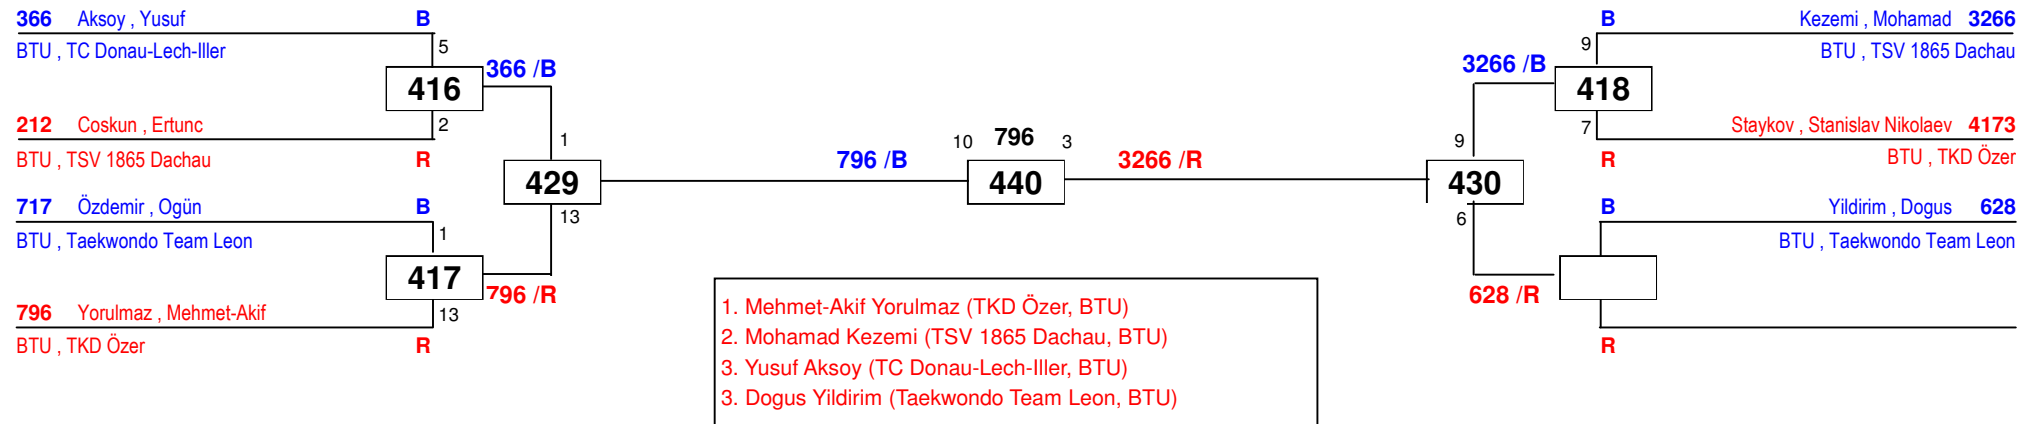 366 Aksoy , Yusuf B
BTU , TC Donau-Lech-Iller
5
416
366 /B
212 Coskun , Ertunc
2
BTU , TSV 1865 Dachau R
1
429
13
717 Özdemir , Ogün B
BTU , Taekwondo Team Leon
1
417
796 /R
796 Yorulmaz , Mehmet-Akif
13
BTU , TKD Özer R
796 /B
10 796 3
440
3266 /R
B Kezemi , Mohamad 3266
9
BTU , TSV 1865 Dachau
3266 /B
418
7
Staykov , Stanislav Nikolaev 4173
R BTU , TKD Özer
9
430
6
B Yildirim , Dogus 628
BTU , Taekwondo Team Leon
628 /R
R
1. Mehmet-Akif Yorulmaz (TKD Özer, BTU)
2. Mohamad Kezemi (TSV 1865 Dachau, BTU)
3. Yusuf Aksoy (TC Donau-Lech-Iller, BTU)
3. Dogus Yildirim (Taekwondo Team Leon, BTU)